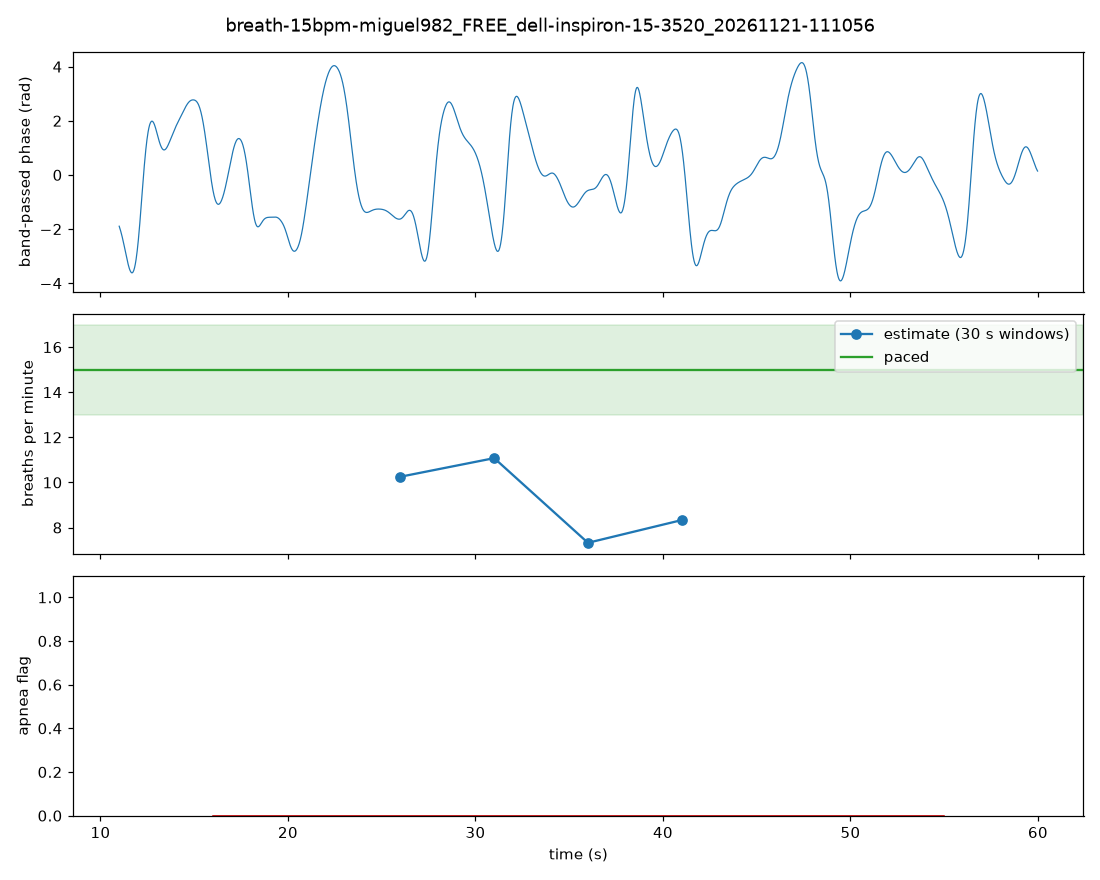 breath-15bpm-miguel982_FREE_dell-inspiron-15-3520_20261121-111056
band-passed phase (rad)
4
2
0
−2
−4
breaths per minute
16
14
12
10
8
estimate (30 s windows)
paced
apnea flag
1.0
0.8
0.6
0.4
0.2
0.0
10 20 30 40 50 60
time (s)